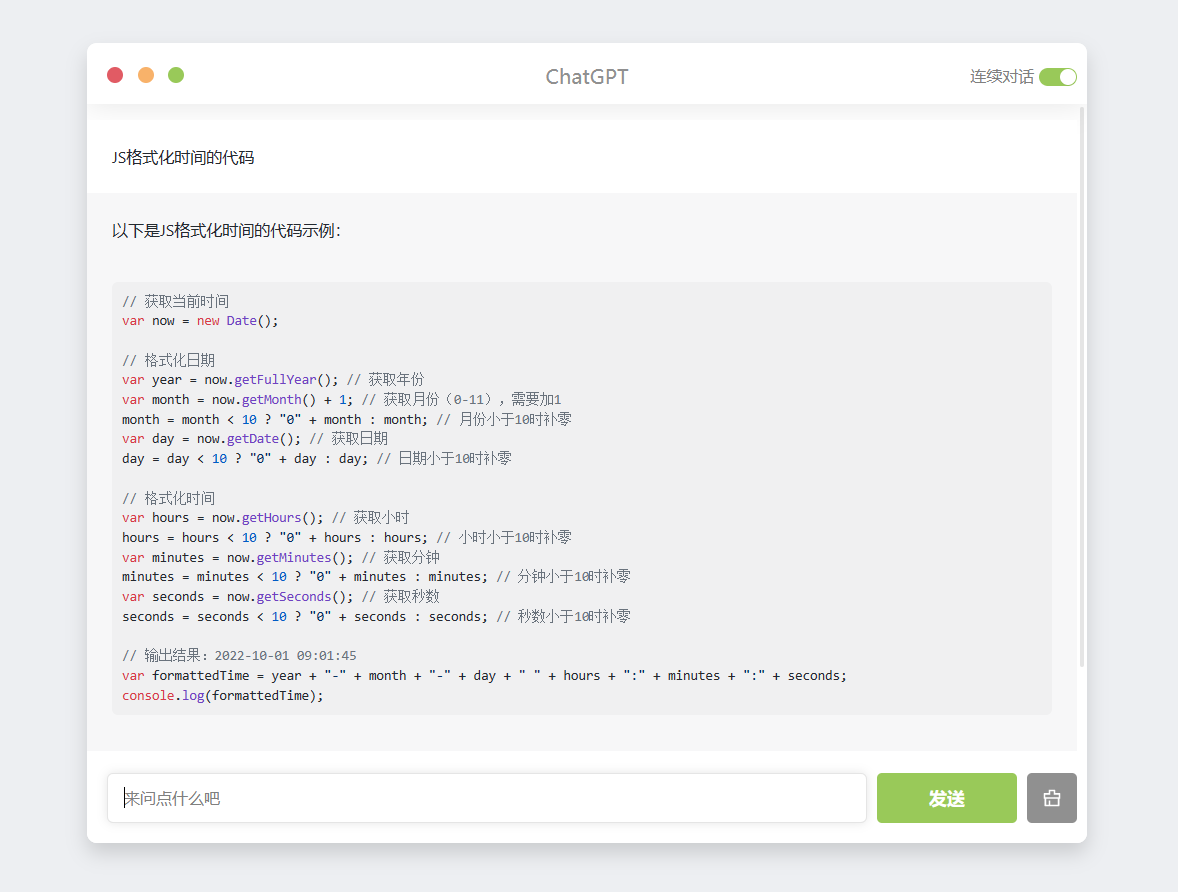 ChatGPT
连续对话
JS格式化时间的代码
以下是JS格式化时间的代码示例：
// 获取当前时间
var now = new Date();
// 格式化日期
var year = now.getFullYear(); // 获取年份
var month = now.getMonth() + 1; // 获取月份（0-11），需要加1
month = month < 10 ? "0" + month : month; // 月份小于10时补零
var day = now.getDate(); // 获取日期
day = day < 10 ? "0" + day : day; // 日期小于10时补零
// 格式化时间
var hours = now.getHours(); // 获取小时
hours = hours < 10 ? "0" + hours : hours; // 小时小于10时补零
var minutes = now.getMinutes(); // 获取分钟
minutes = minutes < 10 ? "0" + minutes : minutes; // 分钟小于10时补零
var seconds = now.getSeconds(); // 获取秒数
seconds = seconds < 10 ? "0" + seconds : seconds; // 秒数小于10时补零
// 输出结果：2022-10-01 09:01:45
var formattedTime = year + "-" + month + "-" + day + " " + hours + ":" + minutes + ":" + seconds;
console.log(formattedTime);
来问点什么吧
发送